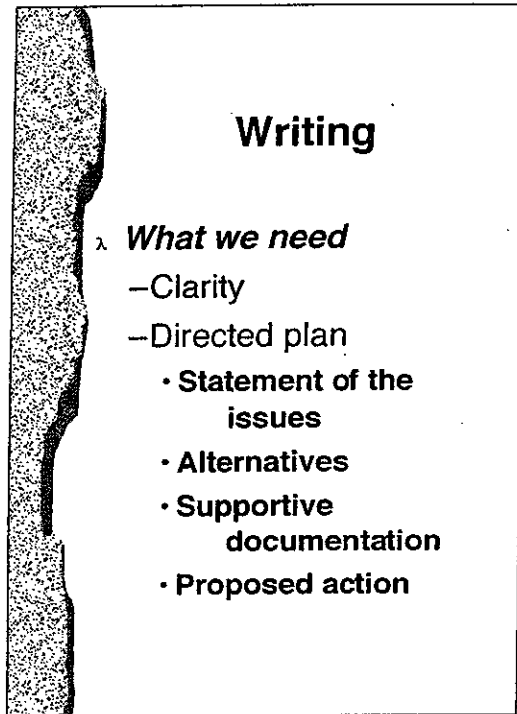 Writing
λ What we need
–Clarity
–Directed plan
• Statement of the
issues
• Alternatives
• Supportive
documentation
• Proposed action